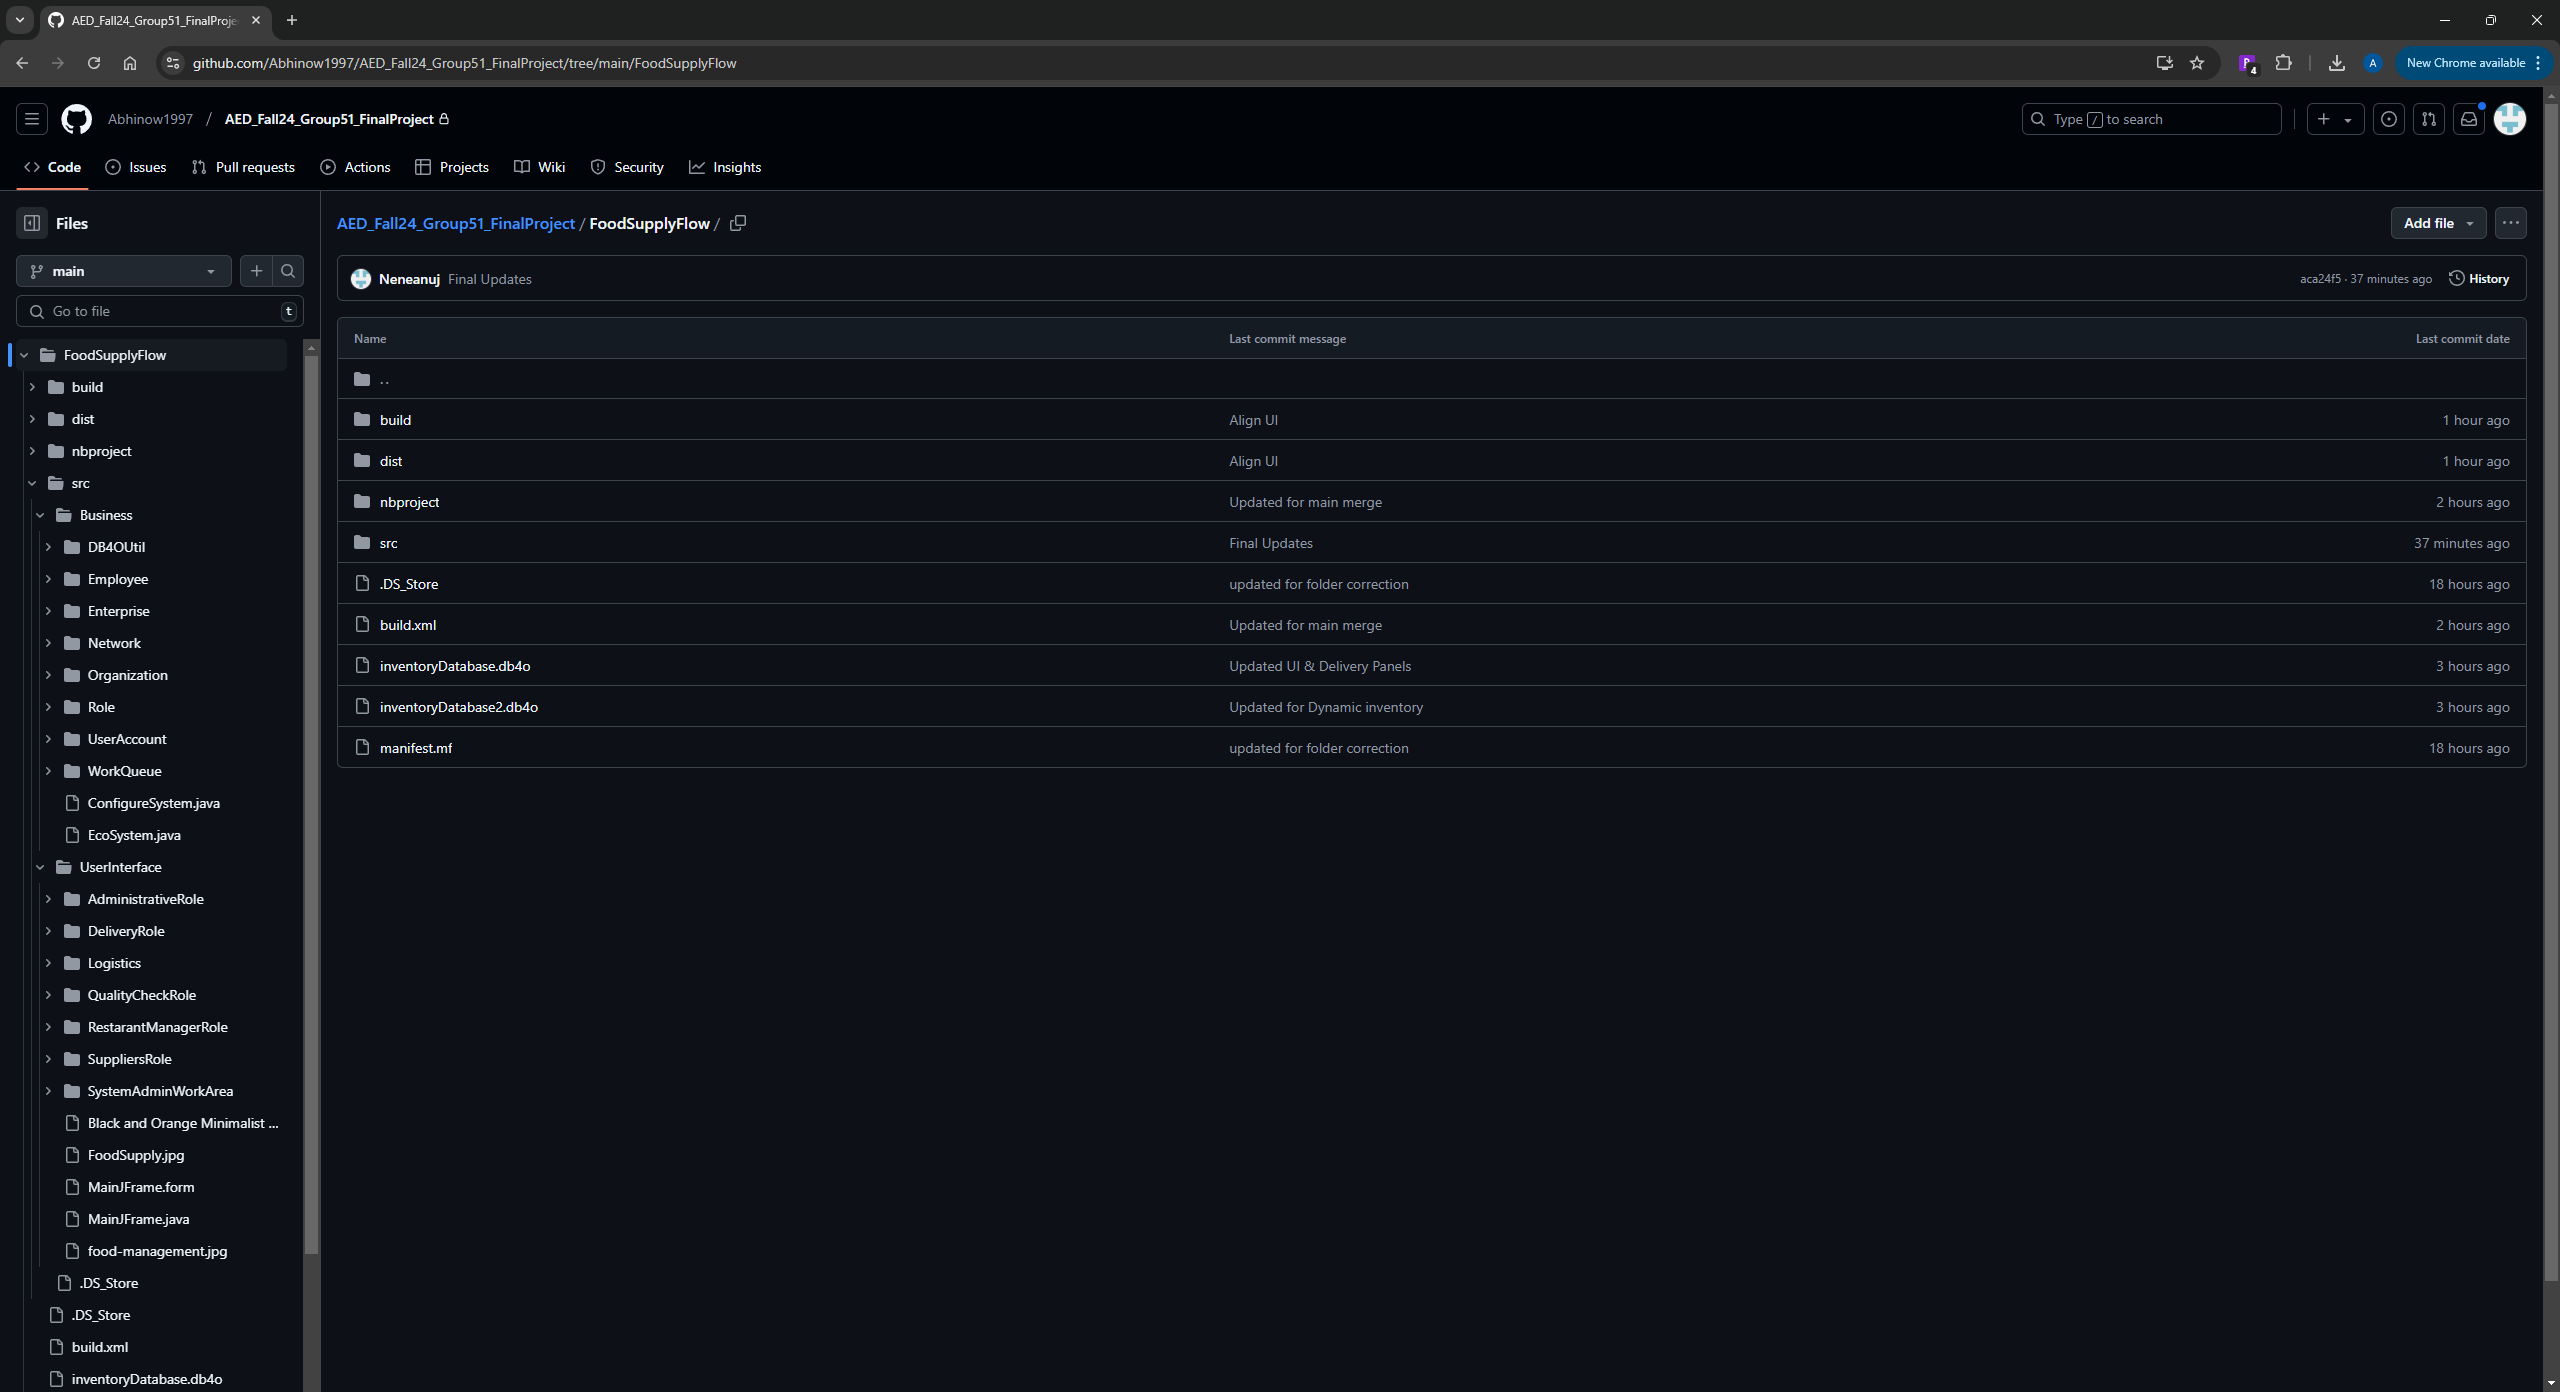 AED_Fall24_Group51_FinalProje
github.com/Abhinow1997/AED_Fall24_Group51_FinalProject/tree/main/FoodSupplyFlow
4
A
New Chrome available
Abhinow1997 / AED_Fall24_Group51_FinalProject
Type / to search
Code
Issues
Pull requests
Actions
Projects
Wiki
Security
Insights
Files
main
Go to file
t
FoodSupplyFlow
build
dist
nbproject
src
Business
DB4OUtil
Employee
Enterprise
Network
Organization
Role
UserAccount
WorkQueue
ConfigureSystem.java
EcoSystem.java
UserInterface
AdministrativeRole
DeliveryRole
Logistics
QualityCheckRole
RestarantManagerRole
SuppliersRole
SystemAdminWorkArea
Black and Orange Minimalist ...
FoodSupply.jpg
MainJFrame.form
MainJFrame.java
food-management.jpg
.DS_Store
.DS_Store
build.xml
inventoryDatabase.db4o
AED_Fall24_Group51_FinalProject / FoodSupplyFlow /
Add file
Neneanuj Final Updates
aca24f5 · 37 minutes ago
History
Name Last commit message Last commit date
..
build Align UI 1 hour ago
dist Align UI 1 hour ago
nbproject Updated for main merge 2 hours ago
src Final Updates 37 minutes ago
.DS_Store updated for folder correction 18 hours ago
build.xml Updated for main merge 2 hours ago
inventoryDatabase.db4o Updated UI & Delivery Panels 3 hours ago
inventoryDatabase2.db4o Updated for Dynamic inventory 3 hours ago
manifest.mf updated for folder correction 18 hours ago